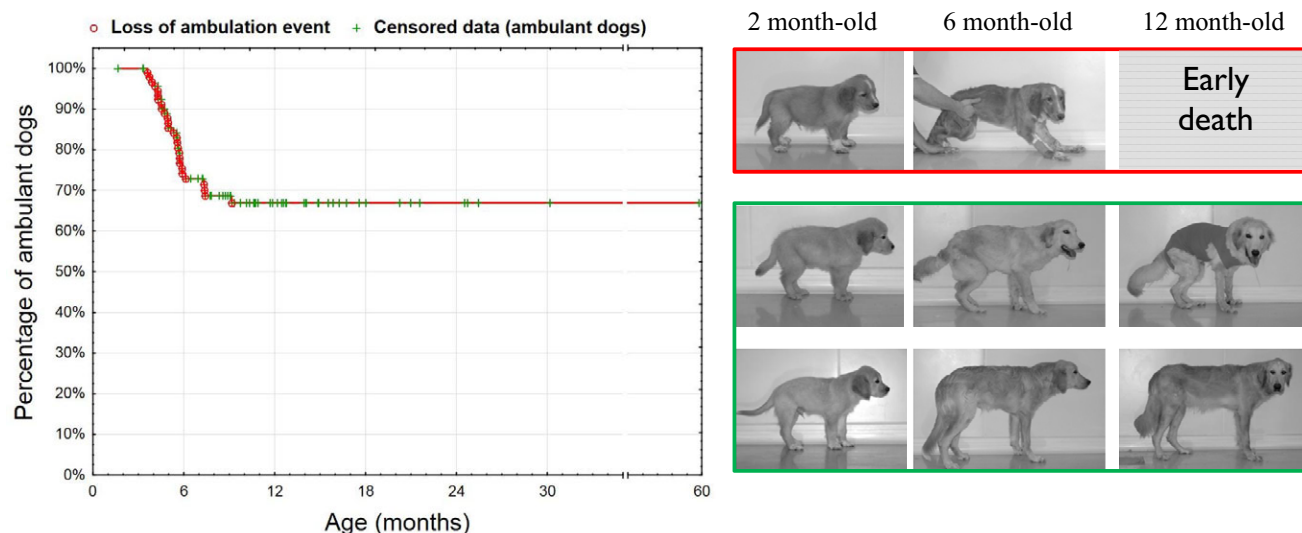 Loss of ambulation event
Censored data (ambulant dogs)
100%
90%
80%
70%
60%
50%
40%
30%
20%
10%
0%
Percentage of ambulant dogs
0 6 12 18 24 30 60
Age (months)
2 month-old 6 month-old 12 month-old
Early
death